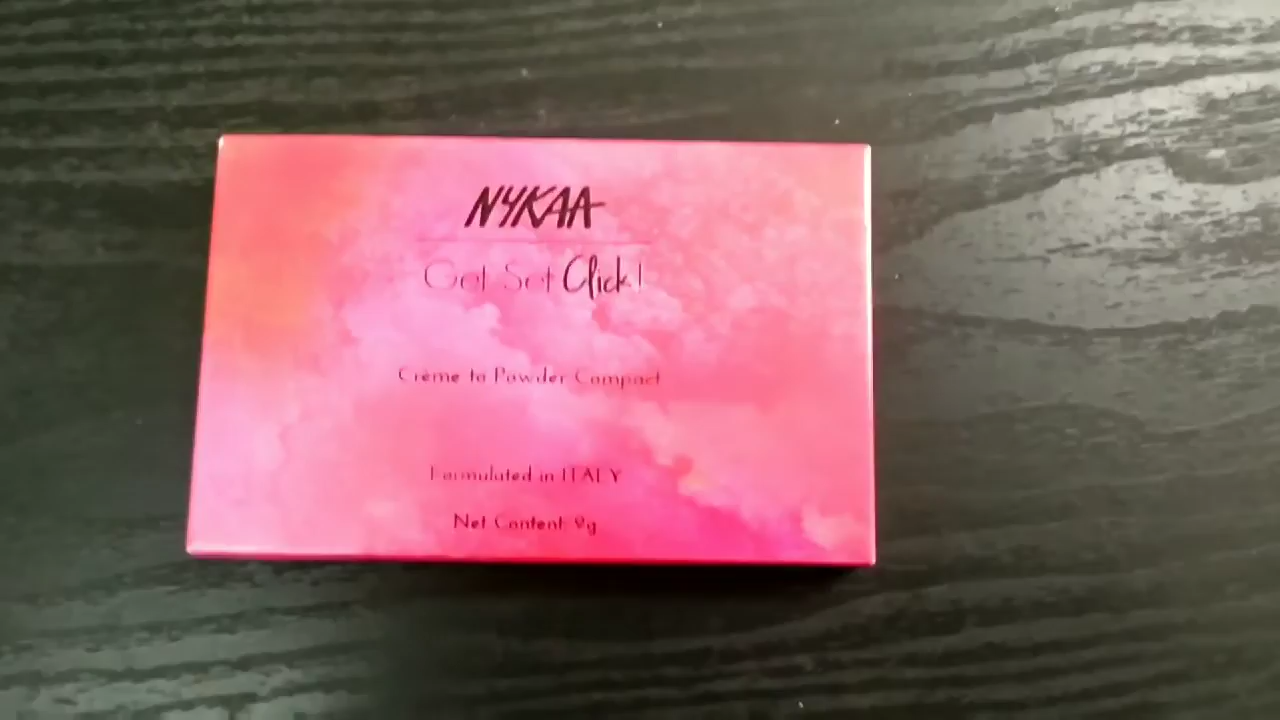 NYKAA
Get Set Click!
Crème to Powder Compact
Formulated in ITALY
Net Content: 9g